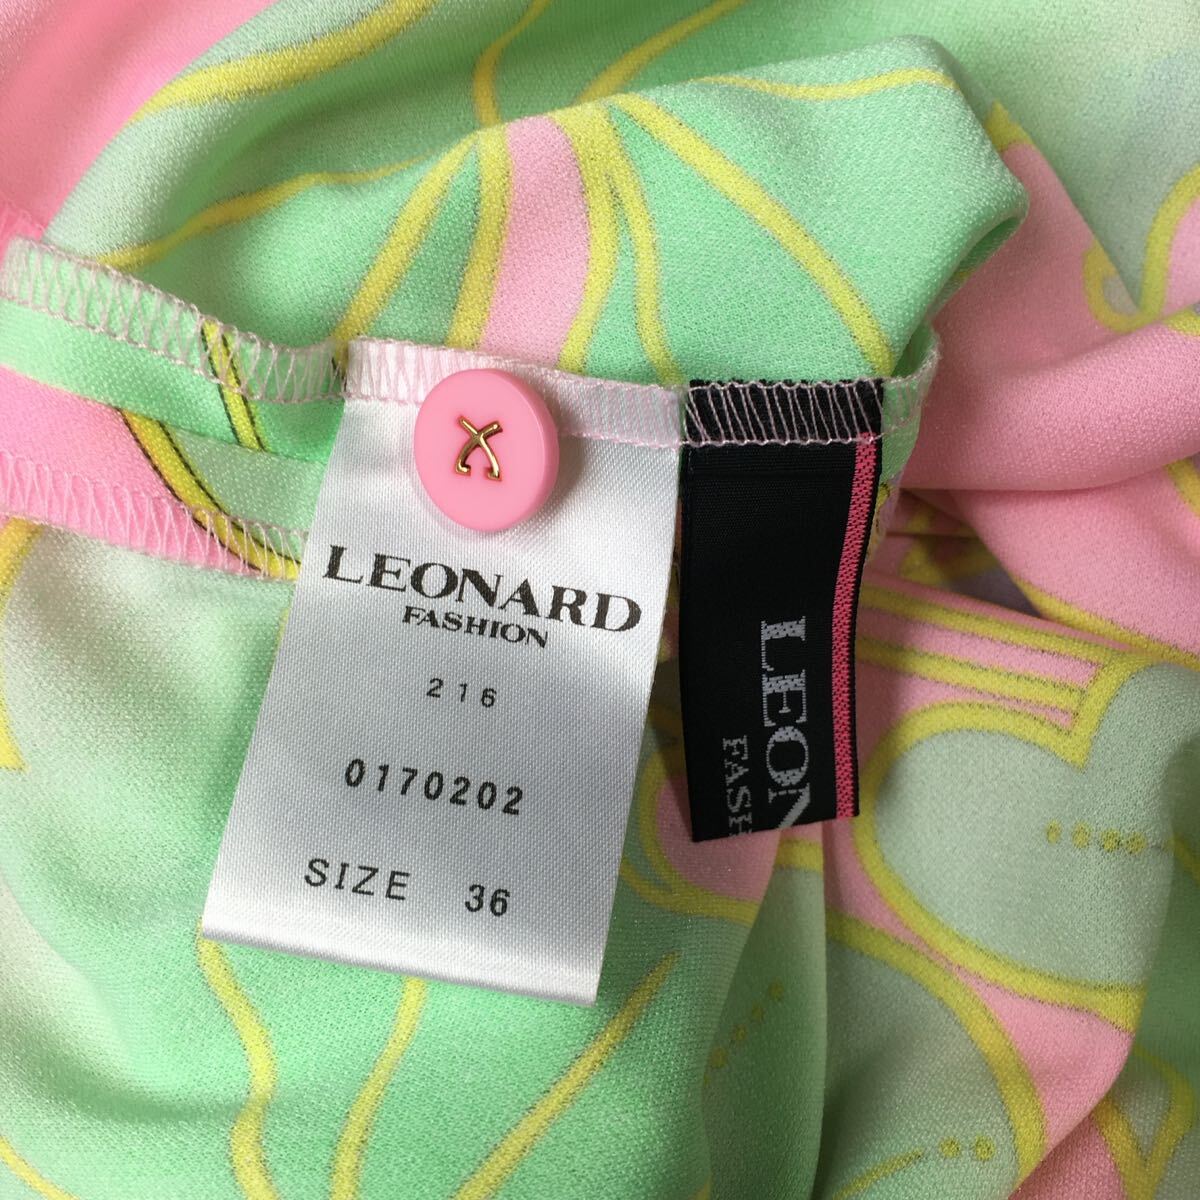 LEONARD
FASHION
216
0170202
SIZE 36
LEON
FASH